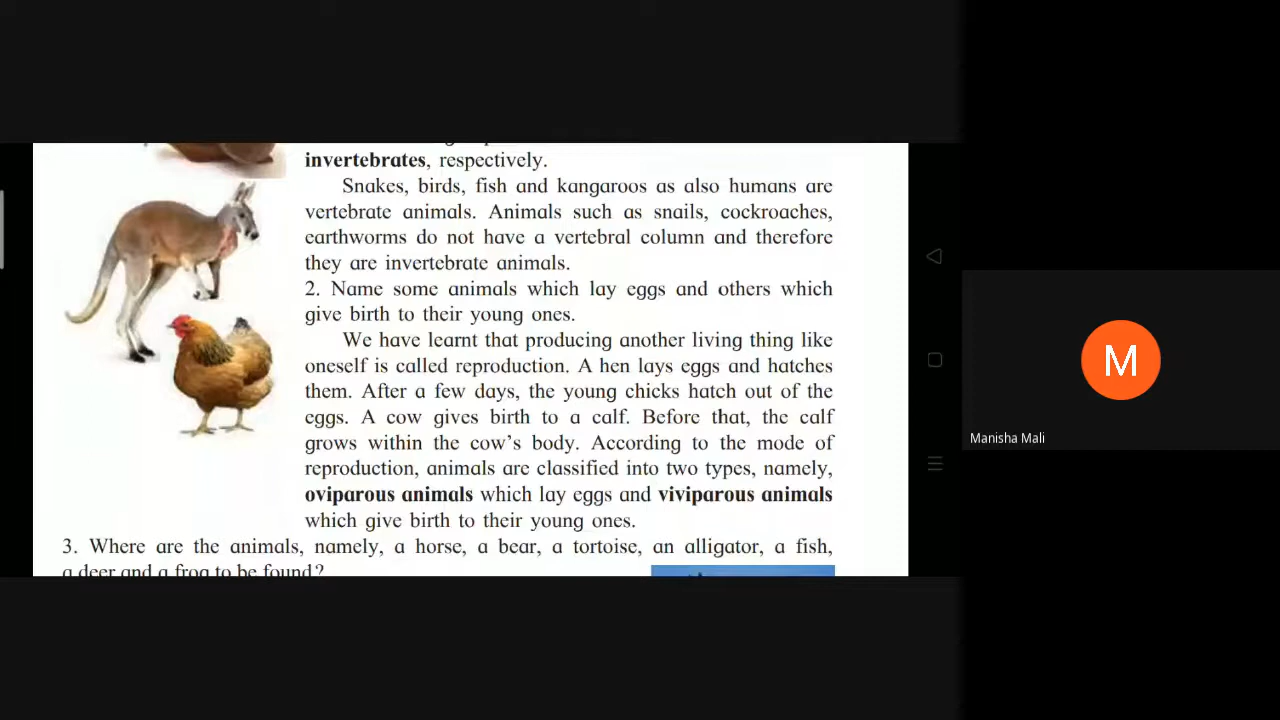 invertebrates, respectively.
Snakes, birds, fish and kangaroos as also humans are
vertebrate animals. Animals such as snails, cockroaches,
earthworms do not have a vertebral column and therefore
they are invertebrate animals.
2. Name some animals which lay eggs and others which
give birth to their young ones.
We have learnt that producing another living thing like
oneself is called reproduction. A hen lays eggs and hatches
them. After a few days, the young chicks hatch out of the
eggs. A cow gives birth to a calf. Before that, the calf
grows within the cow's body. According to the mode of
reproduction, animals are classified into two types, namely,
oviparous animals which lay eggs and viviparous animals
which give birth to their young ones.
3. Where are the animals, namely, a horse, a bear, a tortoise, an alligator, a fish,
a deer and a frog to be found?
M
Manisha Mali